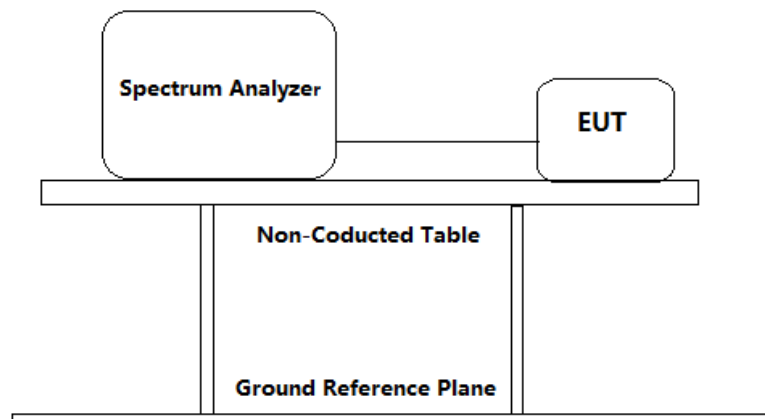 Spectrum Analyzer
EUT
Non-Coducted Table
Ground Reference Plane